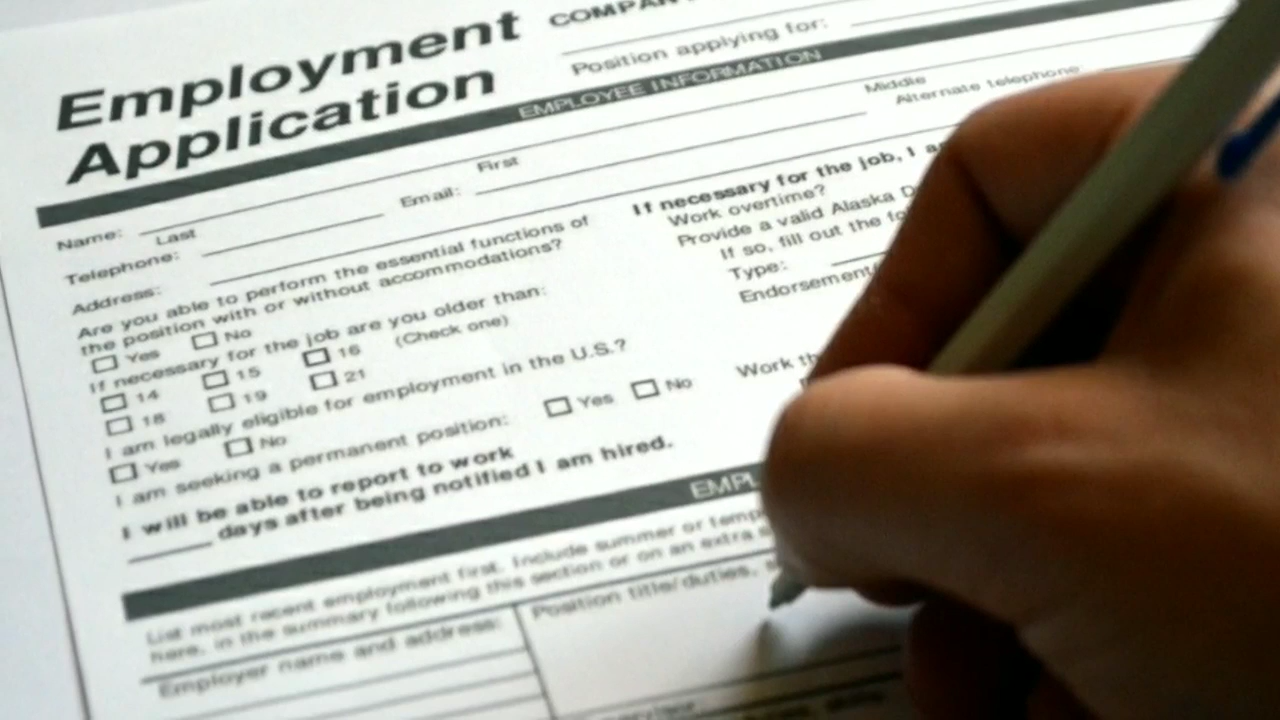 Employment
Application
Position applying for:
EMPLOYEE INFORMATION
Name:
Last
First
Middle
Telephone:
Email:
Alternate telephone
Address:
Are you able to perform the essential functions of
the position with or without accommodations?
Yes No
If necessary for the job are you older than:
14 15 16 (Check one)
18 19 21
I am legally eligible for employment in the U.S.?
Yes No
I am seeking a permanent position: Yes No
I will be able to report to work
days after being notified I am hired.
If necessary for the job, I
Work overtime?
Provide a valid Alaska
If so, fill out the
Type:
Endorsement/
Work
List most recent employment first. Include summer or
here, in the summary following this section or on an extra
Employer name and address:
Position title/duties,